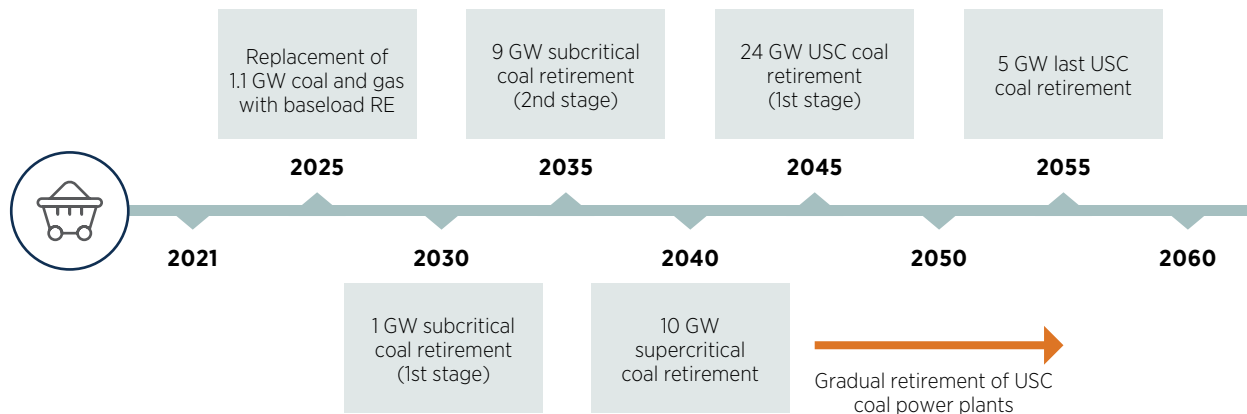 Replacement of
1.1 GW coal and gas
with baseload RE
9 GW subcritical
coal retirement
(2nd stage)
24 GW USC coal
retirement
(1st stage)
5 GW last USC
coal retirement
2025
2035
2045
2055
2021
2030
2040
2050
2060
1 GW subcritical
coal retirement
(1st stage)
10 GW
supercritical
coal retirement
Gradual retirement of USC
coal power plants